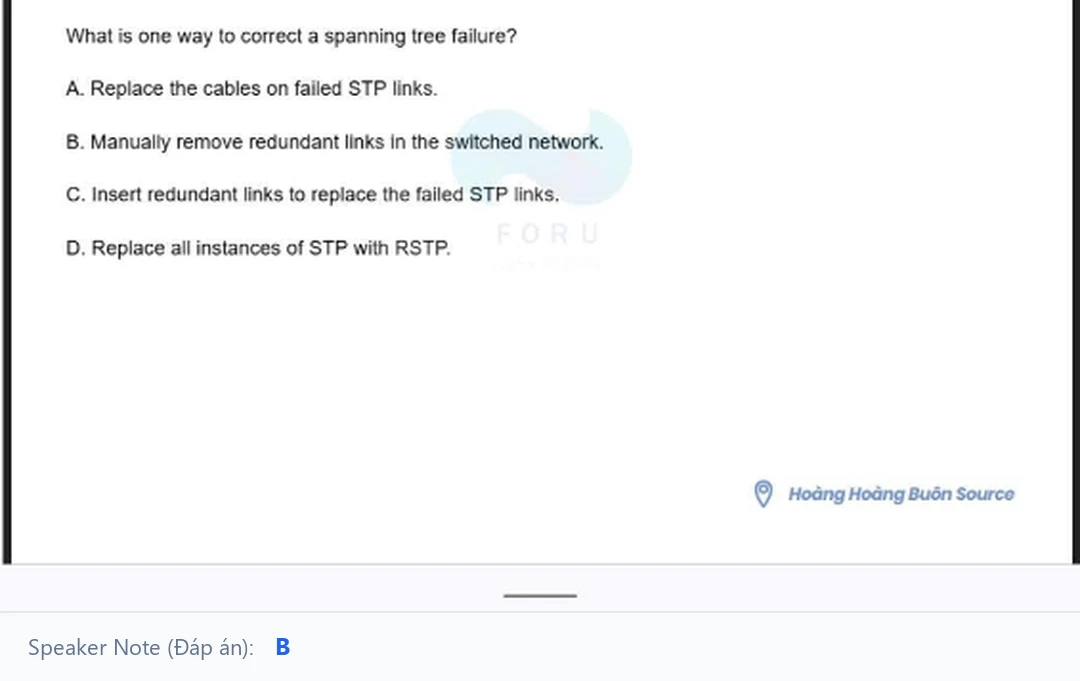 What is one way to correct a spanning tree failure?
A. Replace the cables on failed STP links.
B. Manually remove redundant links in the switched network.
C. Insert redundant links to replace the failed STP links.
D. Replace all instances of STP with RSTP.
FORU
Hoàng Hoàng Buôn Source
Speaker Note (Đáp án): B